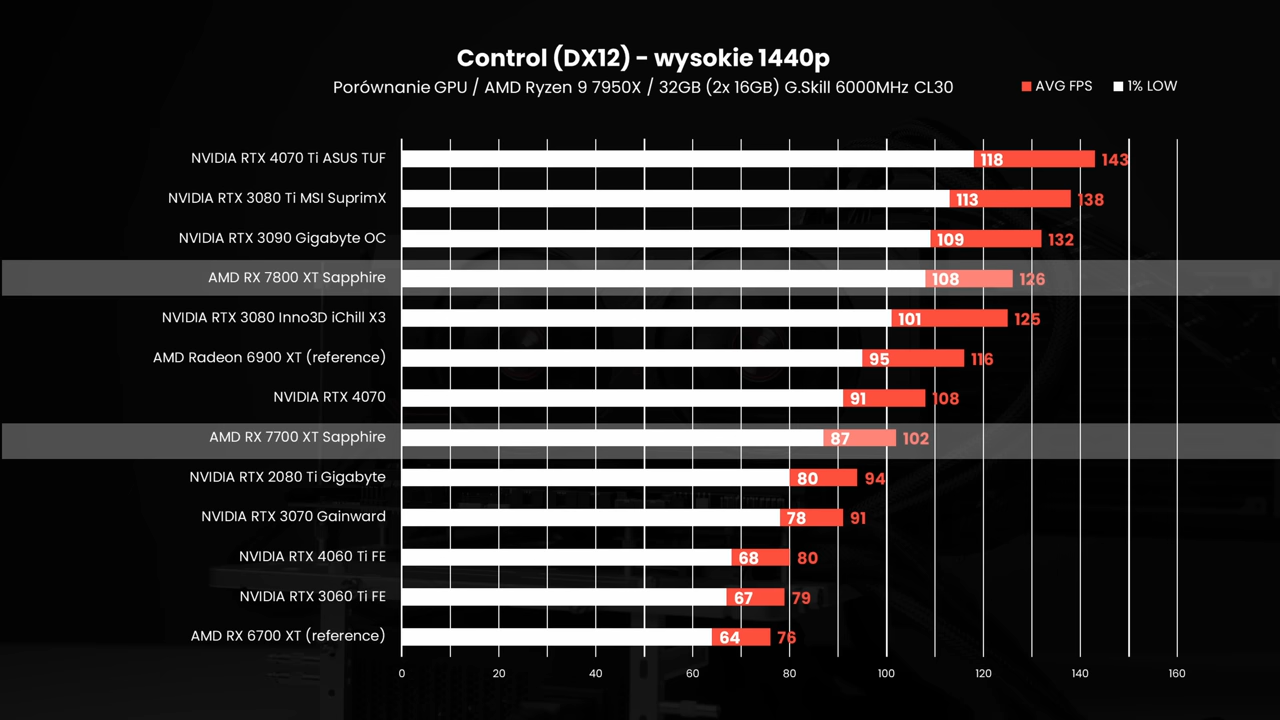 Control (DX12) - wysokie 1440p
Porównanie GPU / AMD Ryzen 9 7950X / 32GB (2x 16GB) G.Skill 6000MHz CL30
AVG FPS 1% LOW
NVIDIA RTX 4070 Ti ASUS TUF 118 143
NVIDIA RTX 3080 Ti MSI SuprimX 113 138
NVIDIA RTX 3090 Gigabyte OC 109 132
AMD RX 7800 XT Sapphire 108 126
NVIDIA RTX 3080 Inno3D iChill X3 101 125
AMD Radeon 6900 XT (reference) 95 116
NVIDIA RTX 4070 91 108
AMD RX 7700 XT Sapphire 87 102
NVIDIA RTX 2080 Ti Gigabyte 80 94
NVIDIA RTX 3070 Gainward 78 91
NVIDIA RTX 4060 Ti FE 68 80
NVIDIA RTX 3060 Ti FE 67 79
AMD RX 6700 XT (reference) 64 76
0 20 40 60 80 100 120 140 160